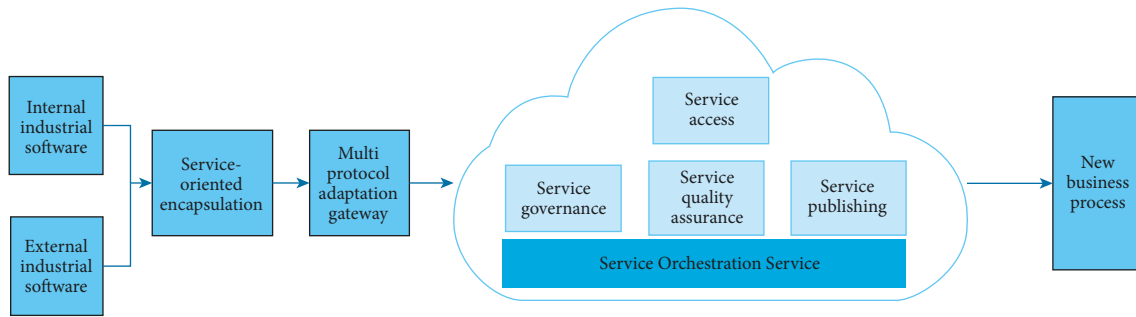 Internal
industrial
software
External
industrial
software
Service-
oriented
encapsulation
Multi
protocol
adaptation
gateway
Service
access
Service
governance
Service
quality
assurance
Service
publishing
Service Orchestration Service
New
business
process